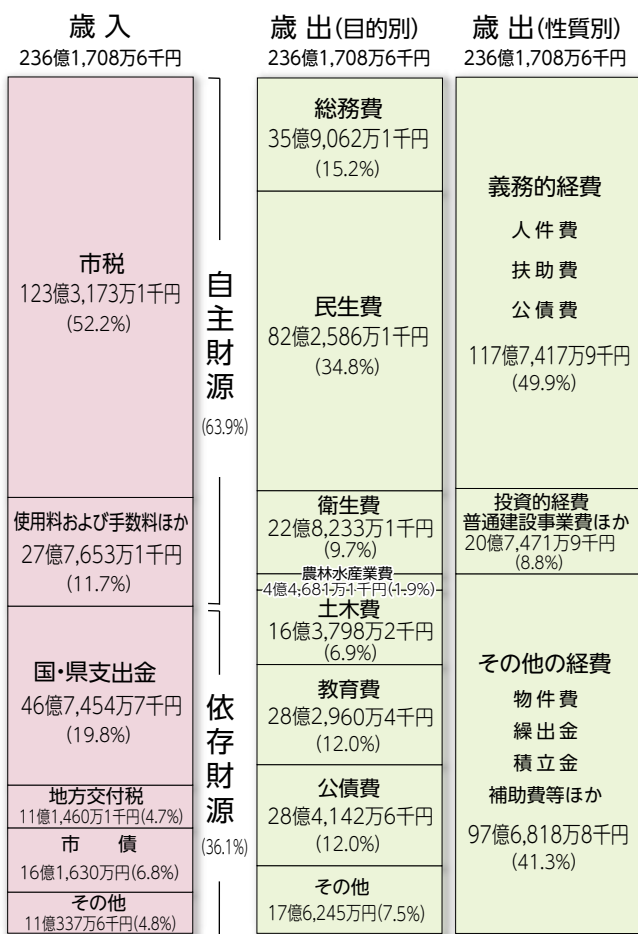 歳入
236億1,708万6千円
市税
123億3,173万1千円
(52.2%)
使用料および手数料ほか
27億7,653万1千円
(11.7%)
国・県支出金
46億7,454万7千円
(19.8%)
地方交付税
11億1,460万1千円(4.7%)
市債
16億1,630万円(6.8%)
その他
11億337万6千円(4.8%)
自主財源
(63.9%)
依存財源
(36.1%)
歳出(目的別)
236億1,708万6千円
総務費
35億9,062万1千円
(15.2%)
民生費
82億2,586万1千円
(34.8%)
衛生費
22億8,233万1千円
(9.7%)
農林水産業費
4億4,681万1千円(1.9%)
土木費
16億3,798万2千円
(6.9%)
教育費
28億2,960万4千円
(12.0%)
公債費
28億4,142万6千円
(12.0%)
その他
17億6,245万円(7.5%)
歳出(性質別)
236億1,708万6千円
義務的経費
人件費
扶助費
公債費
117億7,417万9千円
(49.9%)
投資的経費
普通建設事業費ほか
20億7,471万9千円
(8.8%)
その他の経費
物件費
繰出金
積立金
補助費等ほか
97億6,818万8千円
(41.3%)